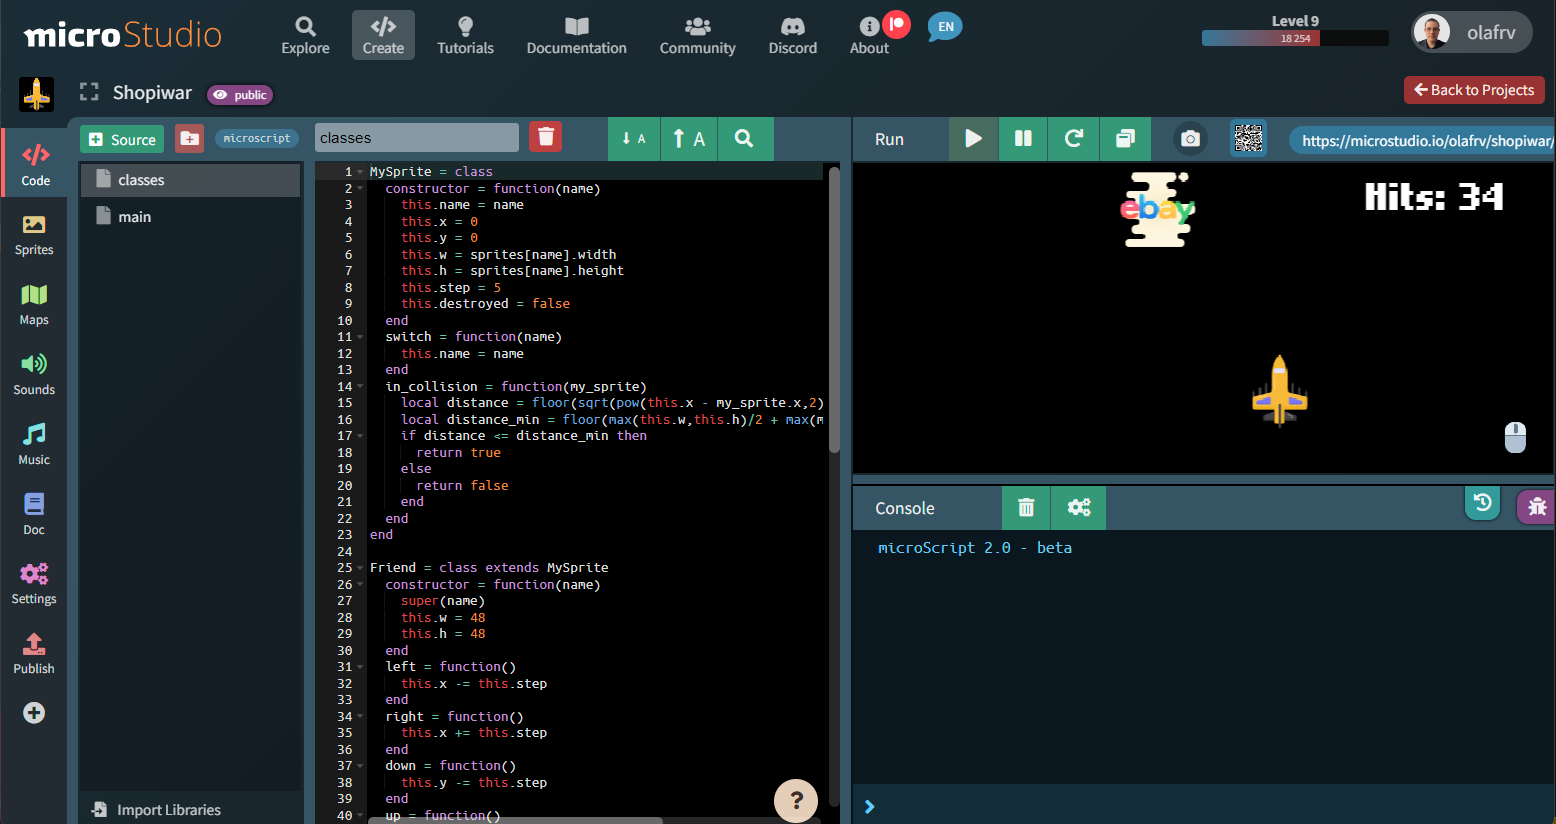 microStudio
Explore
Create
Tutorials
Documentation
Community
Discord
About
EN
Level 9
18 254
olafrv
Shopiwar
public
Back to Projects
Code
Sprites
Maps
Sounds
Music
Doc
Settings
Publish
Source
microscript
classes
main
Import Libraries
classes
A
A
1 MySprite = class
2 constructor = function(name)
3 this.name = name
4 this.x = 0
5 this.y = 0
6 this.w = sprites[name].width
7 this.h = sprites[name].height
8 this.step = 5
9 this.destroyed = false
10 end
11 switch = function(name)
12 this.name = name
13 end
14 in_collision = function(my_sprite)
15 local distance = floor(sqrt(pow(this.x - my_sprite.x,2)
16 local distance_min = floor(max(this.w,this.h)/2 + max(m
17 if distance <= distance_min then
18 return true
19 else
20 return false
21 end
22 end
23 end
24
25 Friend = class extends MySprite
26 constructor = function(name)
27 super(name)
28 this.w = 48
29 this.h = 48
30 end
31 left = function()
32 this.x -= this.step
33 end
34 right = function()
35 this.x += this.step
36 end
37 down = function()
38 this.y -= this.step
39 end
40 up = function()
?
Run
https://microstudio.io/olafrv/shopiwar/
ebay
Hits: 34
Console
microScript 2.0 - beta